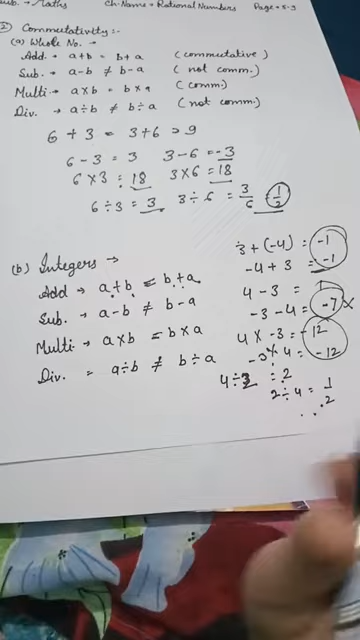 Sub. → Maths Ch-Name → Rational Numbers Page → 5.3
② Commutativity :-
(a) Whole No. →
Add. → a + b = b + a (commutative)
Sub. → a - b ≠ b - a (not comm.)
Multi → a × b = b × a (comm)
Div. → a ÷ b ≠ b ÷ a (not comm.)
6 + 3 = 3 + 6 = 9
6 - 3 = 3 3 - 6 = -3
6 × 3 = 18 3 × 6 = 18
6 ÷ 3 = 3 3 ÷ 6 = 3/6 = 1/2
(b) Integers →
Add → a + b = b + a
Sub. → a - b ≠ b - a
Multi → a × b = b × a
Div. = a ÷ b ≠ b ÷ a
3 + (-4) = -1
-4 + 3 = -1
4 - 3 = 1
-3 - 4 = -7 ×
4 × -3 = -12
-3 × 4 = -12
4 ÷ 2 = 2
2 ÷ 4 = 1/2